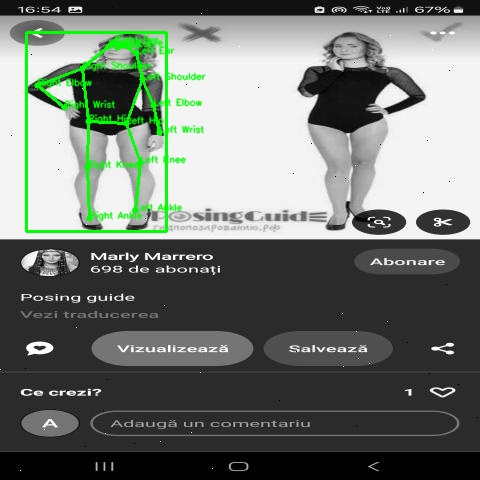 16:54
67%
Right Shoulder
Left Ear
Left Shoulder
Right Elbow
Left Elbow
Right Wrist
Left Wrist
Right Hip
Left Hip
Right Knee
Left Knee
Left Ankle
Right Ankle
PosingGuide
гидпопозированию.рф
Marly Marrero
698 de abonați
Abonare
Posing guide
Vezi traducerea
Vizualizează
Salvează
Ce crezi?
1
A
Adaugă un comentariu